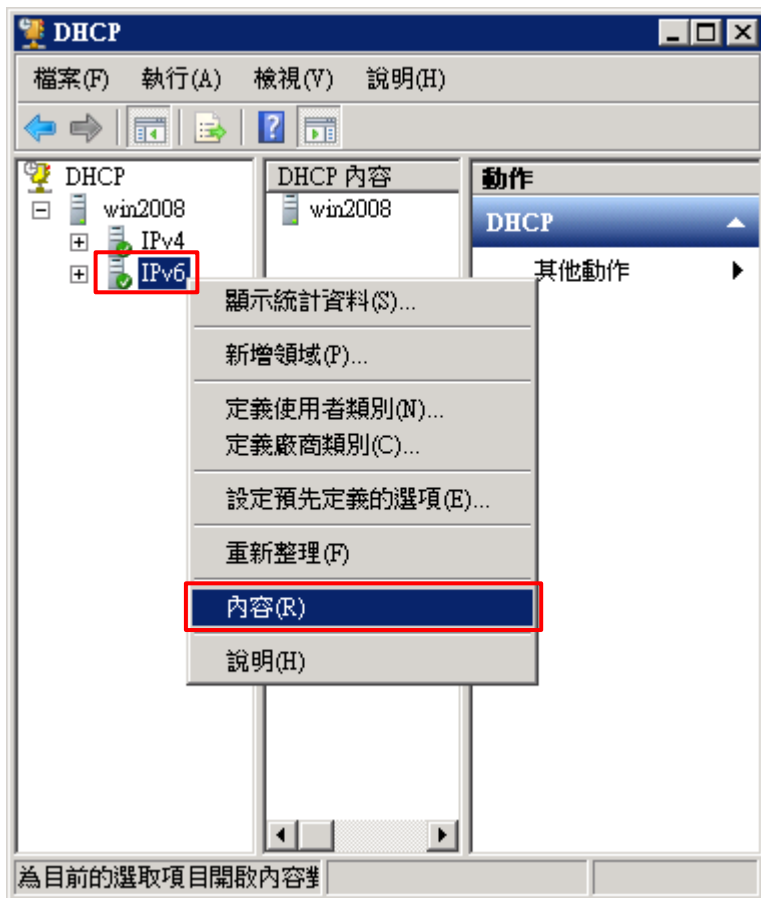 DHCP
檔案(F) 執行(A) 檢視(V) 說明(H)
DHCP
win2008
IPv4
IPv6
DHCP 內容
win2008
動作
DHCP
其他動作
顯示統計資料(S)...
新增領域(P)...
定義使用者類別(N)...
定義廠商類別(C)...
設定預先定義的選項(E)...
重新整理(F)
內容(R)
說明(H)
為目前的選取項目開啟內容